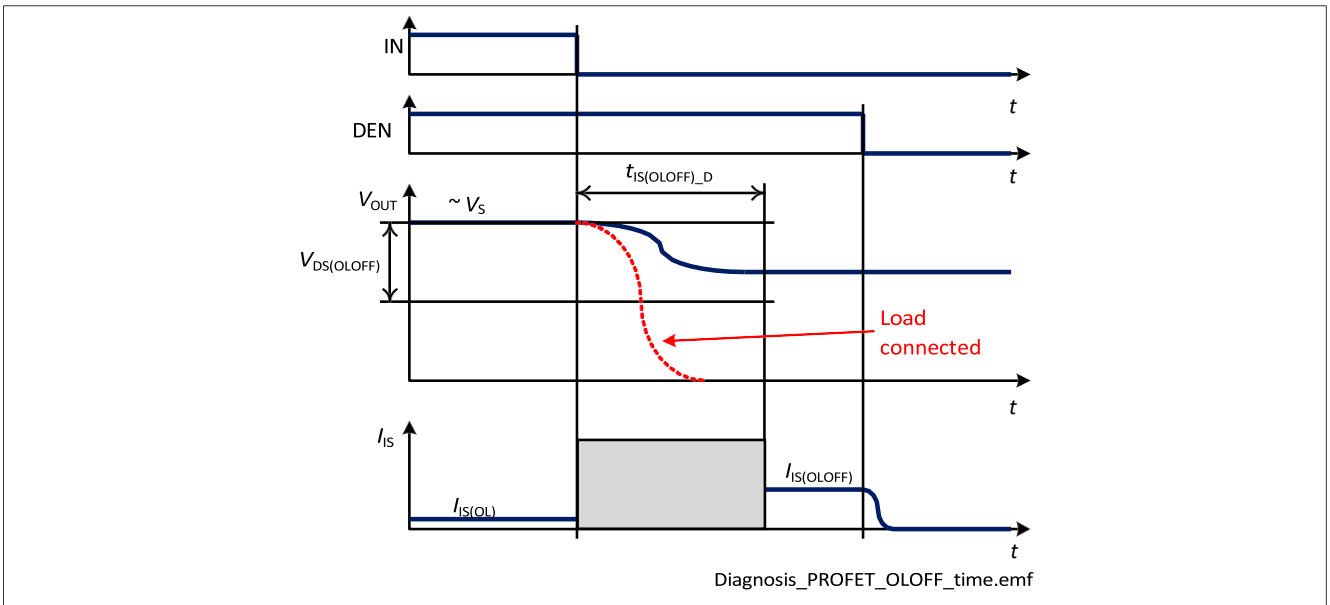 IN
t
DEN
t
tIS(OLOFF)_D
VOUT
~ VS
VDS(OLOFF)
Load
connected
t
IIS
IIS(OLOFF)
IIS(OL)
t
Diagnosis_PROFET_OLOFF_time.emf